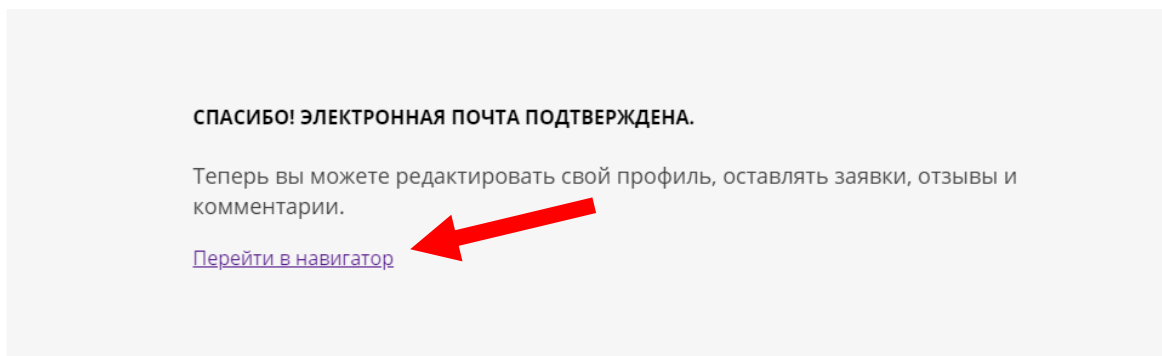 СПАСИБО! ЭЛЕКТРОННАЯ ПОЧТА ПОДТВЕРЖДЕНА.
Теперь вы можете редактировать свой профиль, оставлять заявки, отзывы и
комментарии.
Перейти в навигатор